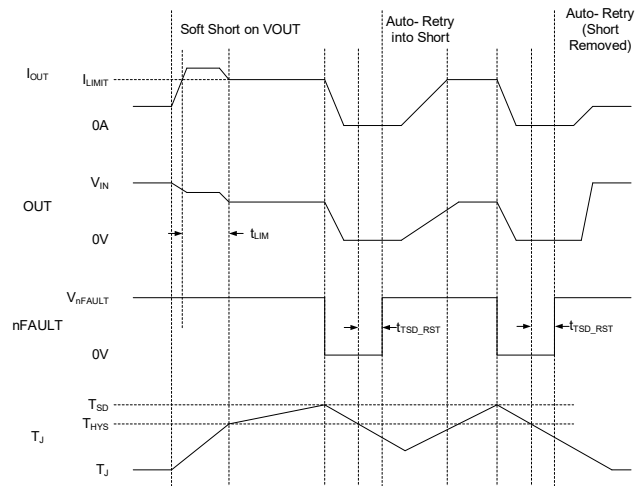 Soft Short on VOUT
Auto- Retry
into Short
Auto- Retry
(Short
Removed)
IOUT
ILIMIT
0A
VIN
OUT
0V
tLIM
VnFAULT
nFAULT
0V
tTSD_RST
tTSD_RST
TSD
THYS
TJ
TJ